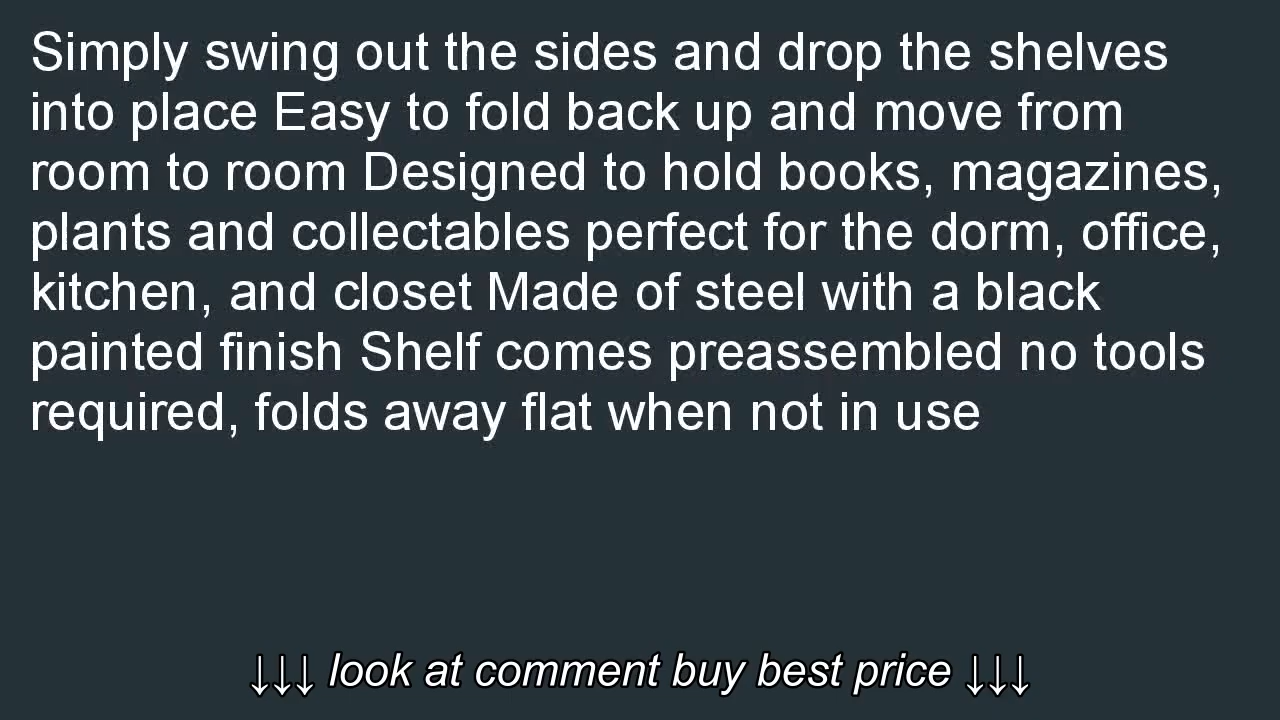 Simply swing out the sides and drop the shelves
into place Easy to fold back up and move from
room to room Designed to hold books, magazines,
plants and collectables perfect for the dorm, office,
kitchen, and closet Made of steel with a black
painted finish Shelf comes preassembled no tools
required, folds away flat when not in use
↓↓↓ look at comment buy best price ↓↓↓